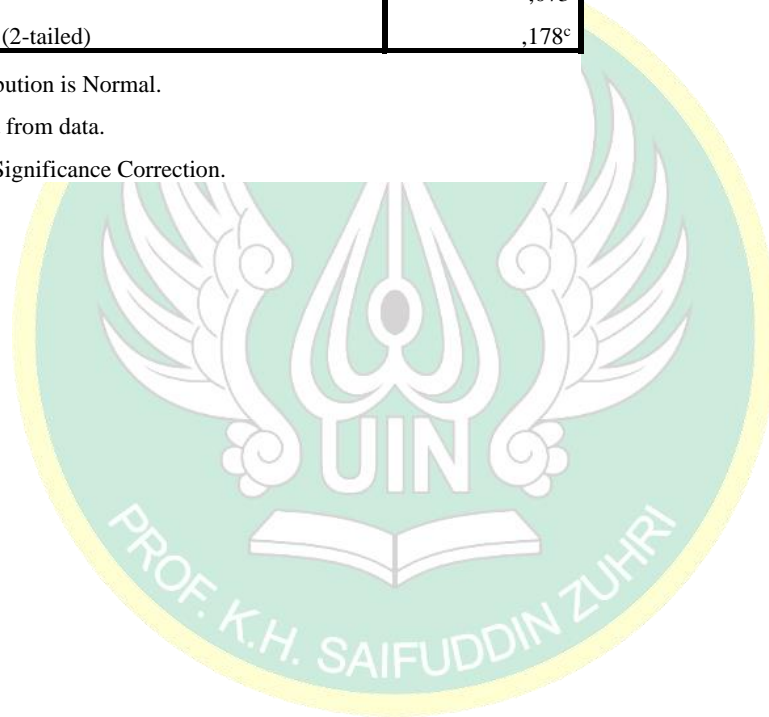 (2-tailed) ,178ᶜ
bution is Normal.
from data.
Significance Correction.
UIN
PROF. K.H. SAIFUDDIN ZUHRI